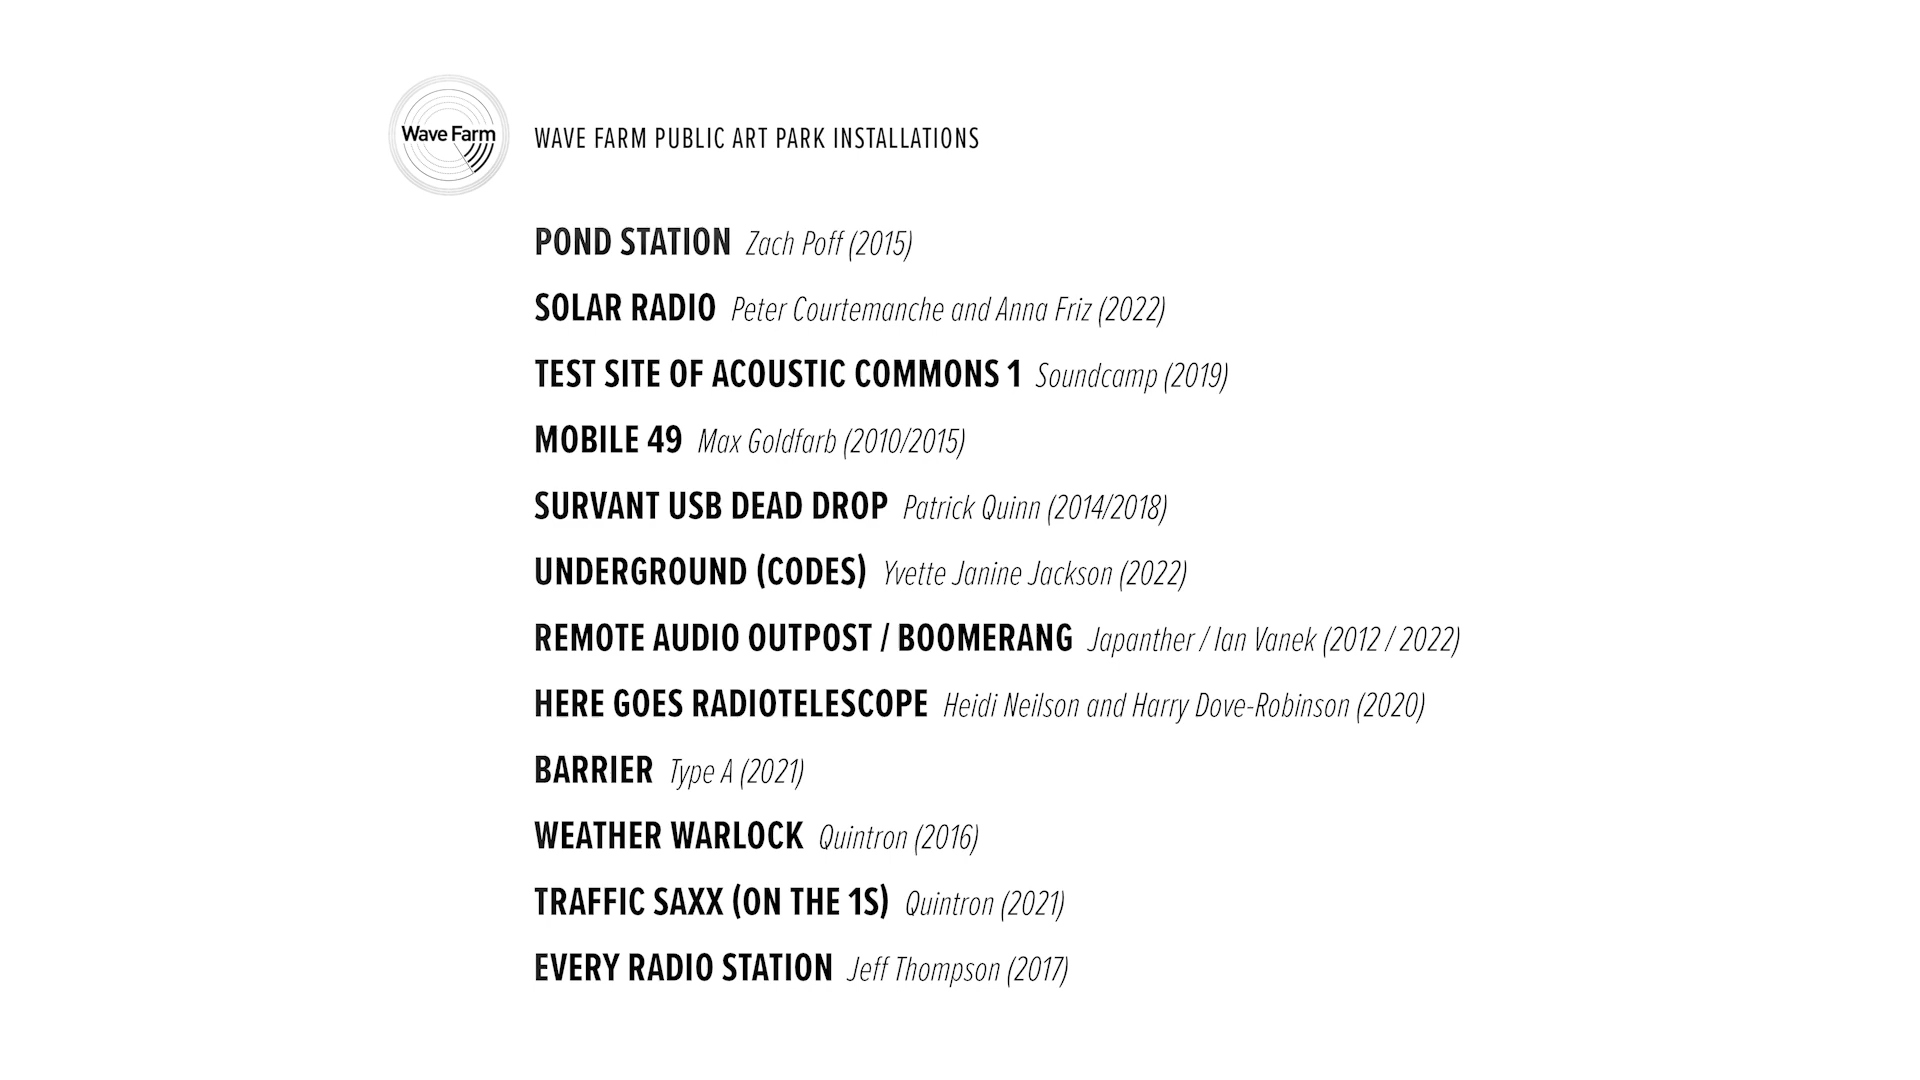 Wave Farm
WAVE FARM PUBLIC ART PARK INSTALLATIONS
POND STATION Zach Poff (2015)
SOLAR RADIO Peter Courtemanche and Anna Friz (2022)
TEST SITE OF ACOUSTIC COMMONS 1 Soundcamp (2019)
MOBILE 49 Max Goldfarb (2010/2015)
SURVANT USB DEAD DROP Patrick Quinn (2014/2018)
UNDERGROUND (CODES) Yvette Janine Jackson (2022)
REMOTE AUDIO OUTPOST / BOOMERANG Japanther / Ian Vanek (2012 / 2022)
HERE GOES RADIOTELESCOPE Heidi Neilson and Harry Dove-Robinson (2020)
BARRIER Type A (2021)
WEATHER WARLOCK Quintron (2016)
TRAFFIC SAXX (ON THE 1S) Quintron (2021)
EVERY RADIO STATION Jeff Thompson (2017)